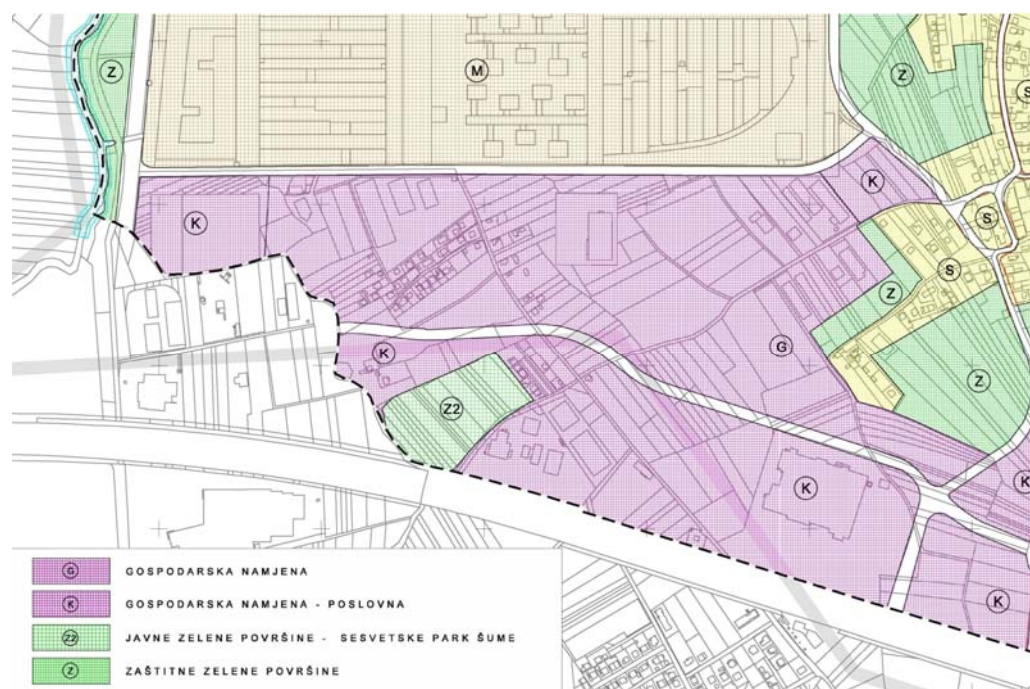 Z
M
Z
S
K
K
S
Z
S
G
K
Z
Z2
K
K
K
G GOSPODARSKA NAMJENA
K GOSPODARSKA NAMJENA - POSLOVNA
Z2 JAVNE ZELENE POVRŠINE - SESVETSKE PARK ŠUME
Z ZAŠTITNE ZELENE POVRŠINE